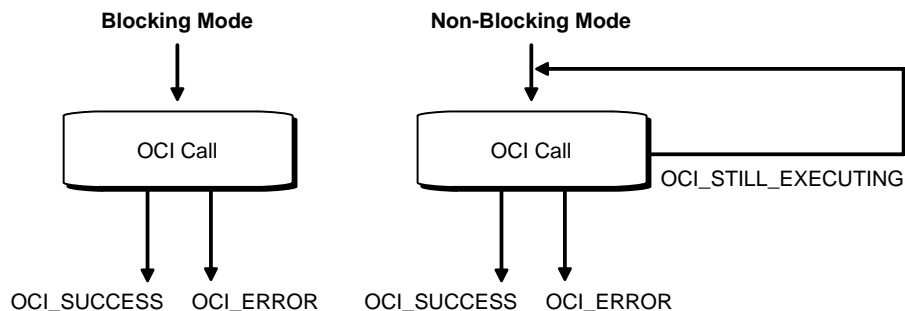 Blocking Mode
Non-Blocking Mode
OCI Call
OCI Call
OCI_STILL_EXECUTING
OCI_SUCCESS
OCI_ERROR
OCI_SUCCESS
OCI_ERROR